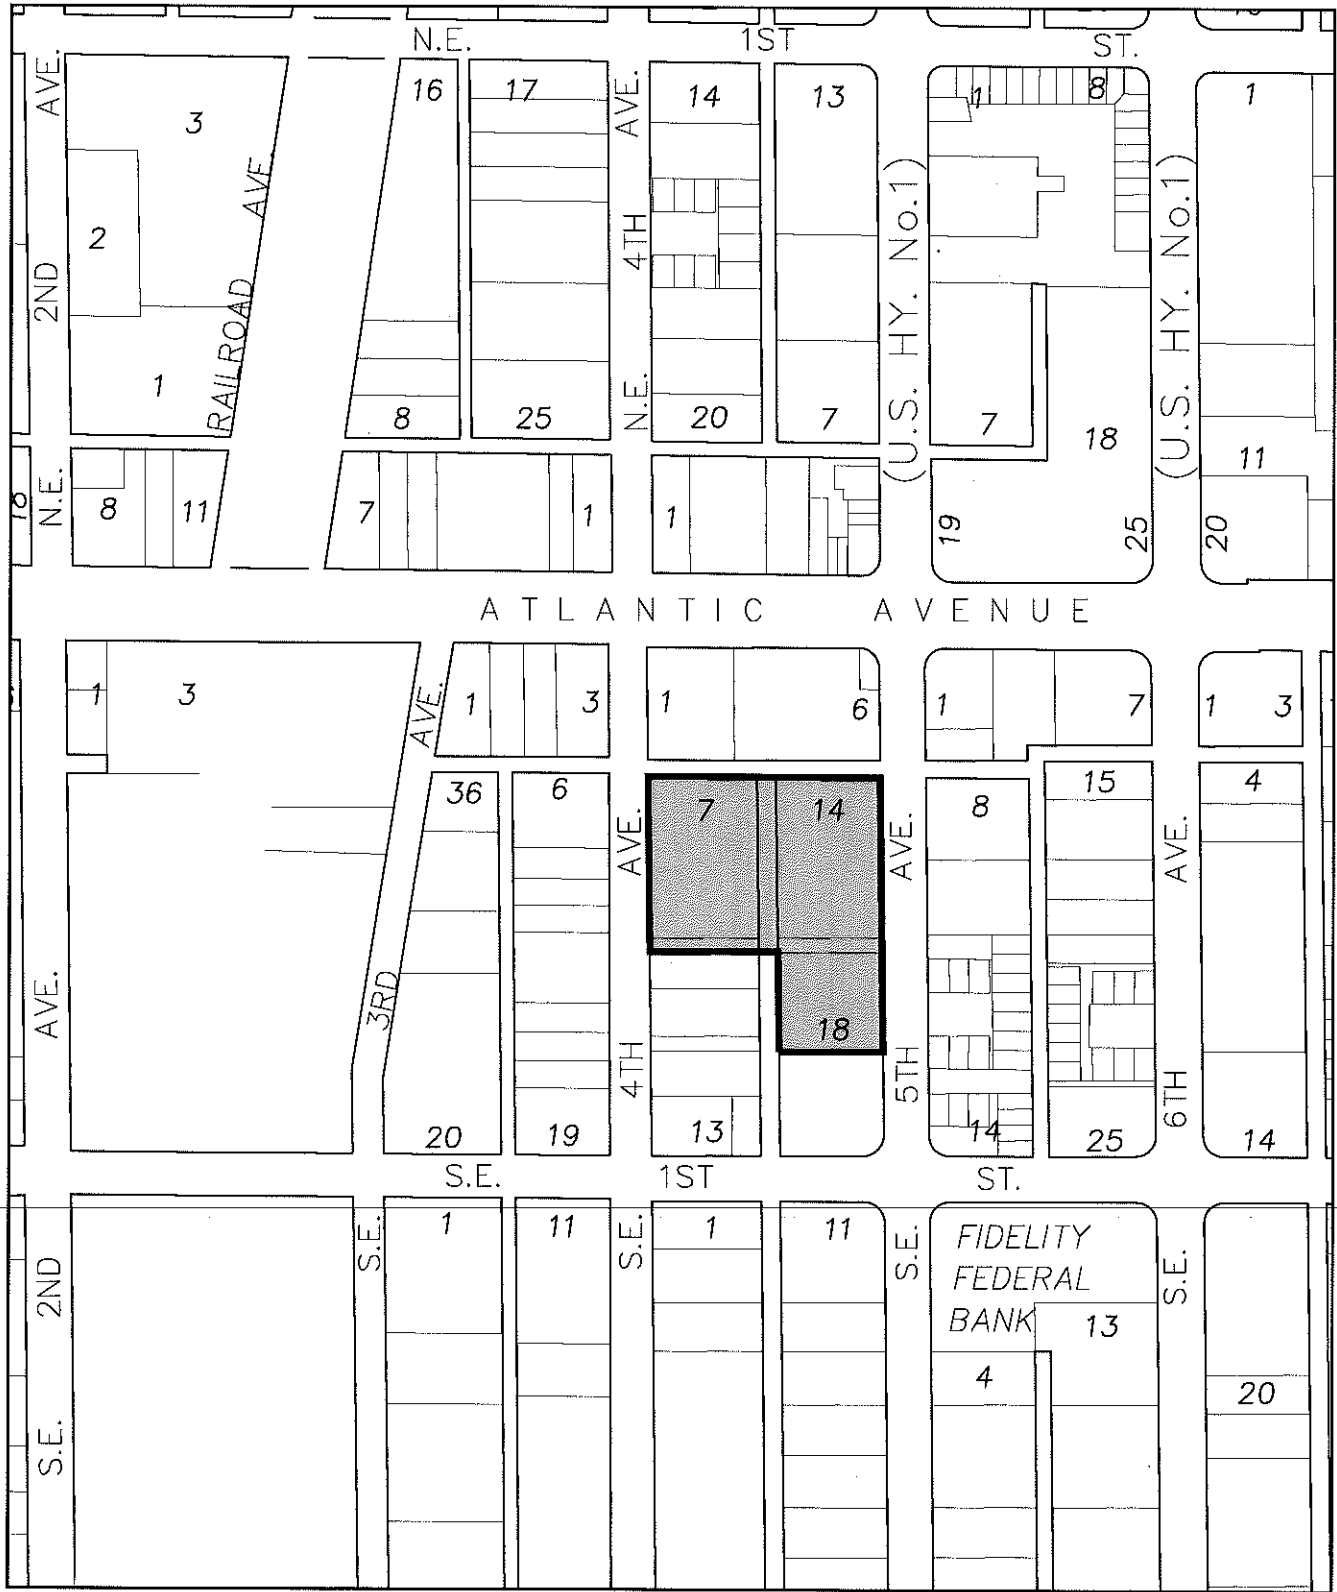 N.E. 1ST ST.
AVE.
3
16
17
AVE.
14
13
1
8
1
RAILROAD AVE.
2
2ND
4TH
(U.S. HY. No.1)
(U.S. HY. No.1)
1
8
25
N.E.
20
7
7
18
11
18
N.E.
8
11
7
1
1
19
25
20
ATLANTIC AVENUE
1
3
AVE.
1
3
1
6
1
7
1
3
36
6
AVE.
7
14
AVE.
8
15
AVE.
4
AVE.
3RD
18
4TH
5TH
6TH
20
19
13
14
25
14
S.E. 1ST ST.
S.E.
1
11
S.E.
1
11
S.E.
FIDELITY
FEDERAL
BANK
S.E.
2ND
13
4
20
S.E.